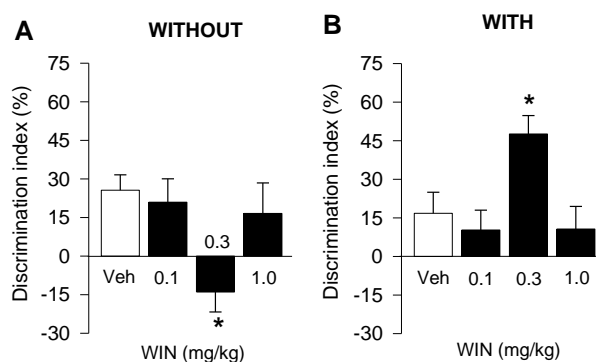 A
WITHOUT
Discrimination index (%)
75
60
45
30
15
0
-15
-30
Veh
0.1
0.3
1.0
*
WIN (mg/kg)
B
WITH
Discrimination index (%)
75
60
45
30
15
0
-15
-30
*
Veh
0.1
0.3
1.0
WIN (mg/kg)